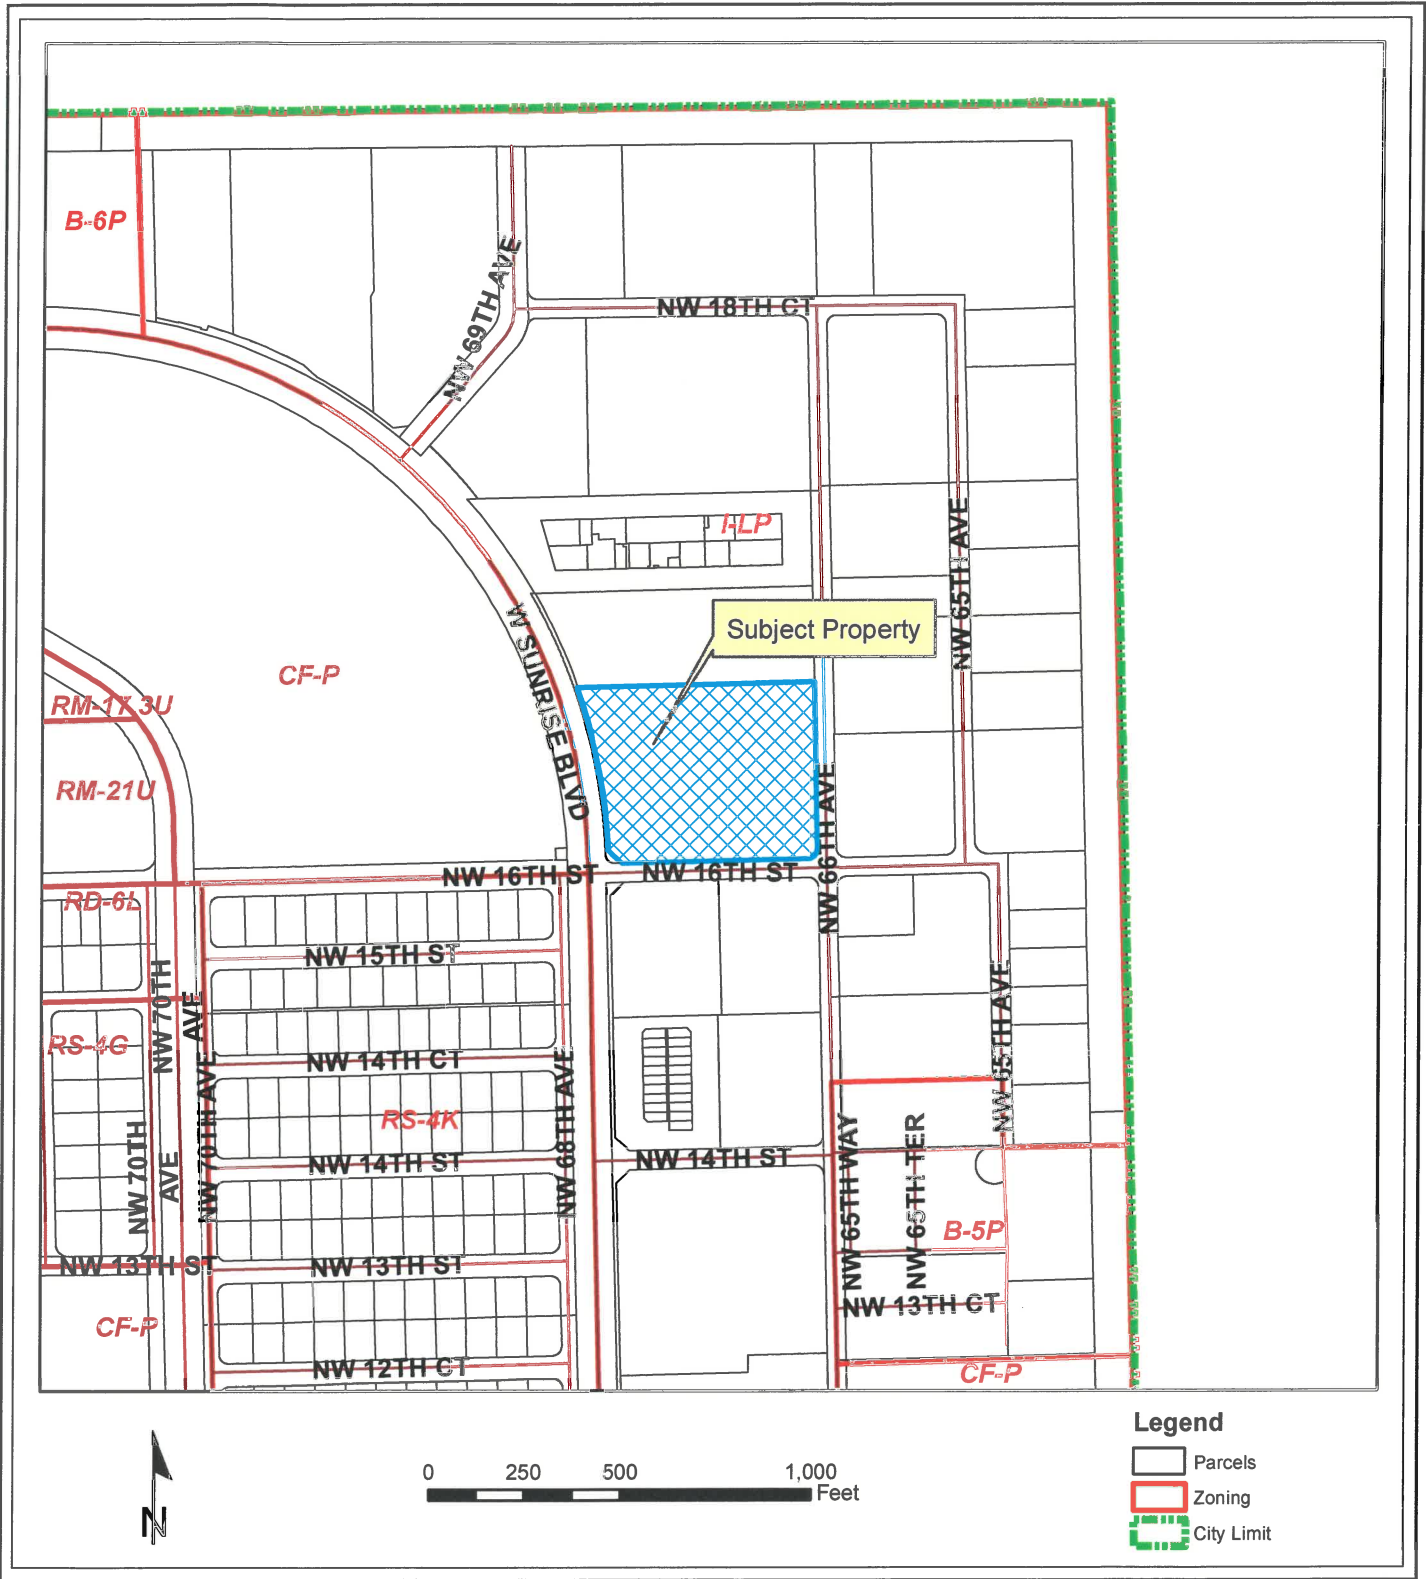 B-6P
NW 69TH AVE
NW 18TH CT
I-LP
NW 65TH AVE
Subject Property
W SUNRISE BLVD
CF-P
RM-17.3U
RM-21U
NW 66TH AVE
NW 16TH ST
NW 16TH ST
RD-6L
NW 15TH ST
NW 70TH
AVE
NW 65TH AVE
RS-4G
NW 14TH CT
NW 70TH AVE
NW 68TH AVE
RS-4K
NW 70TH
AVE
NW 14TH ST
NW 14TH ST
NW 65TH WAY
NW 65TH TER
B-5P
NW 13TH ST
NW 13TH ST
NW 13TH CT
CF-P
NW 12TH CT
CF-P
Legend
Parcels
Zoning
City Limit
N
0 250 500 1,000
Feet